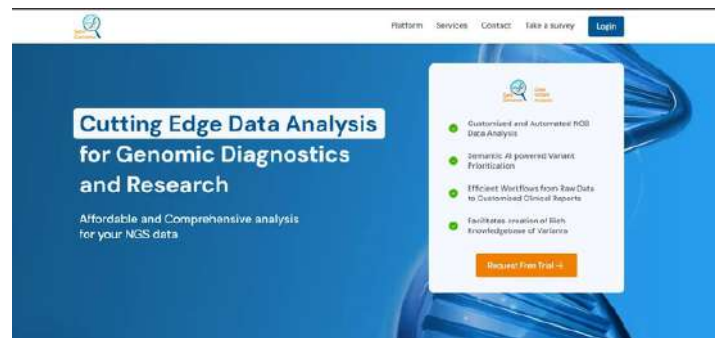 Platform Services Contact Take a survey Login
Cutting Edge Data Analysis
for Genomic Diagnostics
and Research
Affordable and Comprehensive analysis
for your NGS data
Customised and Automated NGS
Data Analysis
Semantic AI powered Variant
Prioritization
Efficient Workflows from Raw Data
to Customised Clinical Reports
Facilitates creation of Rich
Knowledgebase of Variants
Request Free Trial →